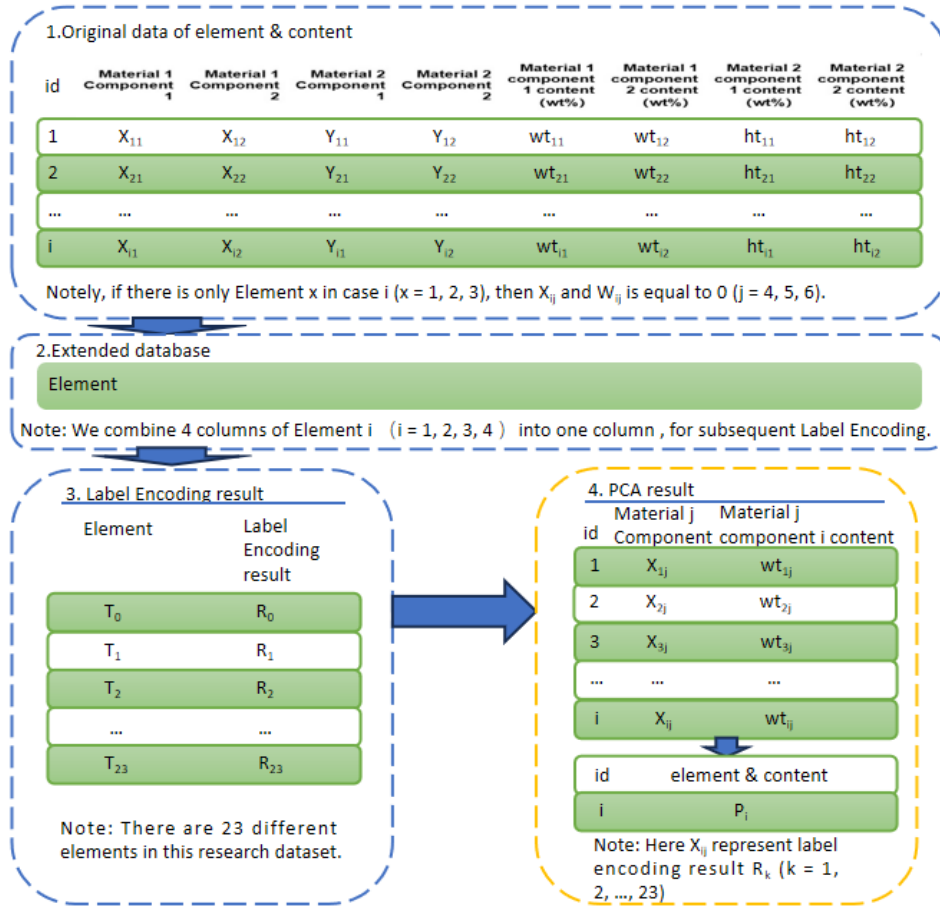 1.Original data of element & content
id Material 1 Component 1 Material 1 Component 2 Material 2 Component 1 Material 2 Component 2 Material 1 component 1 content (wt%) Material 1 component 2 content (wt%) Material 2 component 1 content (wt%) Material 2 component 2 content (wt%)
1 X₁₁ X₁₂ Y₁₁ Y₁₂ wt₁₁ wt₁₂ ht₁₁ ht₁₂
2 X₂₁ X₂₂ Y₂₁ Y₂₂ wt₂₁ wt₂₂ ht₂₁ ht₂₂
... ... ... ... ... ... ... ... ...
i Xᵢ₁ Xᵢ₂ Yᵢ₁ Yᵢ₂ wtᵢ₁ wtᵢ₂ htᵢ₁ htᵢ₂
Notely, if there is only Element x in case i (x = 1, 2, 3), then Xᵢⱼ and Wᵢⱼ is equal to 0 (j = 4, 5, 6).
2.Extended database
Element
Note: We combine 4 columns of Element i （i = 1, 2, 3, 4 ）into one column , for subsequent Label Encoding.
3. Label Encoding result
Element Label Encoding result
T₀ R₀
T₁ R₁
T₂ R₂
... ...
T₂₃ R₂₃
Note: There are 23 different
elements in this research dataset.
4. PCA result
id Material j Component Material j component i content
1 X₁ⱼ wt₁ⱼ
2 X₂ⱼ wt₂ⱼ
3 X₃ⱼ wt₃ⱼ
... ... ...
i Xᵢⱼ wtᵢⱼ
id element & content
i Pᵢ
Note: Here Xᵢⱼ represent label
encoding result Rₖ (k = 1,
2, ..., 23)